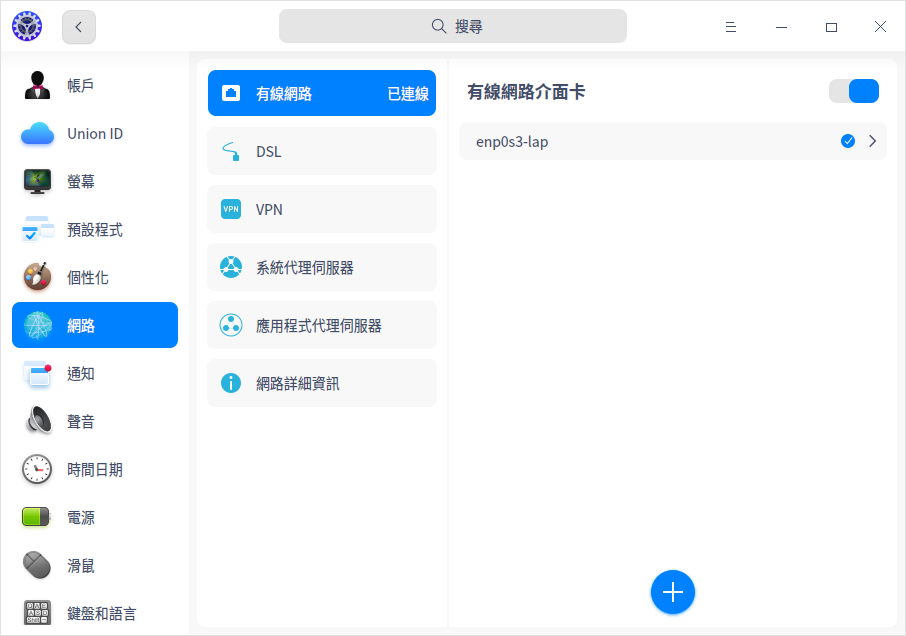 搜尋
帳戶
Union ID
螢幕
預設程式
個性化
網路
通知
聲音
時間日期
電源
滑鼠
鍵盤和語言
有線網路 已連線
DSL
VPN
VPN
系統代理伺服器
應用程式代理伺服器
網路詳細資訊
有線網路介面卡
enp0s3-lap